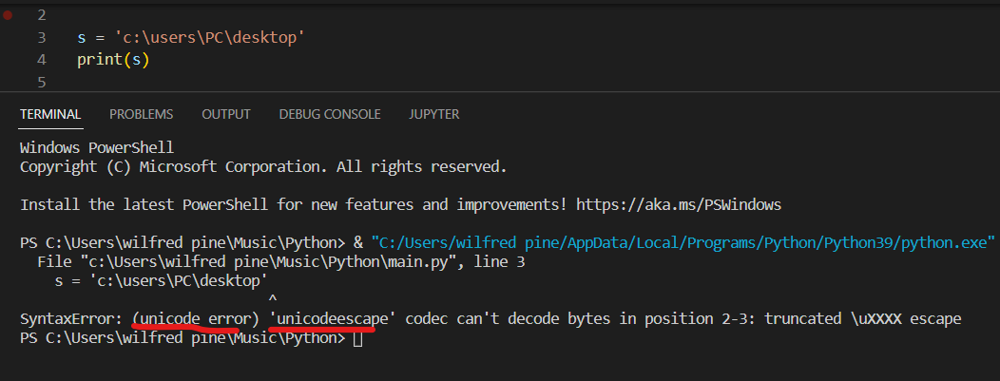 2
3 s = 'c:\users\PC\desktop'
4 print(s)
5
TERMINAL PROBLEMS OUTPUT DEBUG CONSOLE JUPYTER
Windows PowerShell
Copyright (C) Microsoft Corporation. All rights reserved.
Install the latest PowerShell for new features and improvements! https://aka.ms/PSWindows
PS C:\Users\wilfred pine\Music\Python> & "C:/Users/wilfred pine/AppData/Local/Programs/Python/Python39/python.exe"
File "c:\Users\wilfred pine\Music\Python\main.py", line 3
s = 'c:\users\PC\desktop'
^
SyntaxError: (unicode error) 'unicodeescape' codec can't decode bytes in position 2-3: truncated \uXXXX escape
PS C:\Users\wilfred pine\Music\Python>